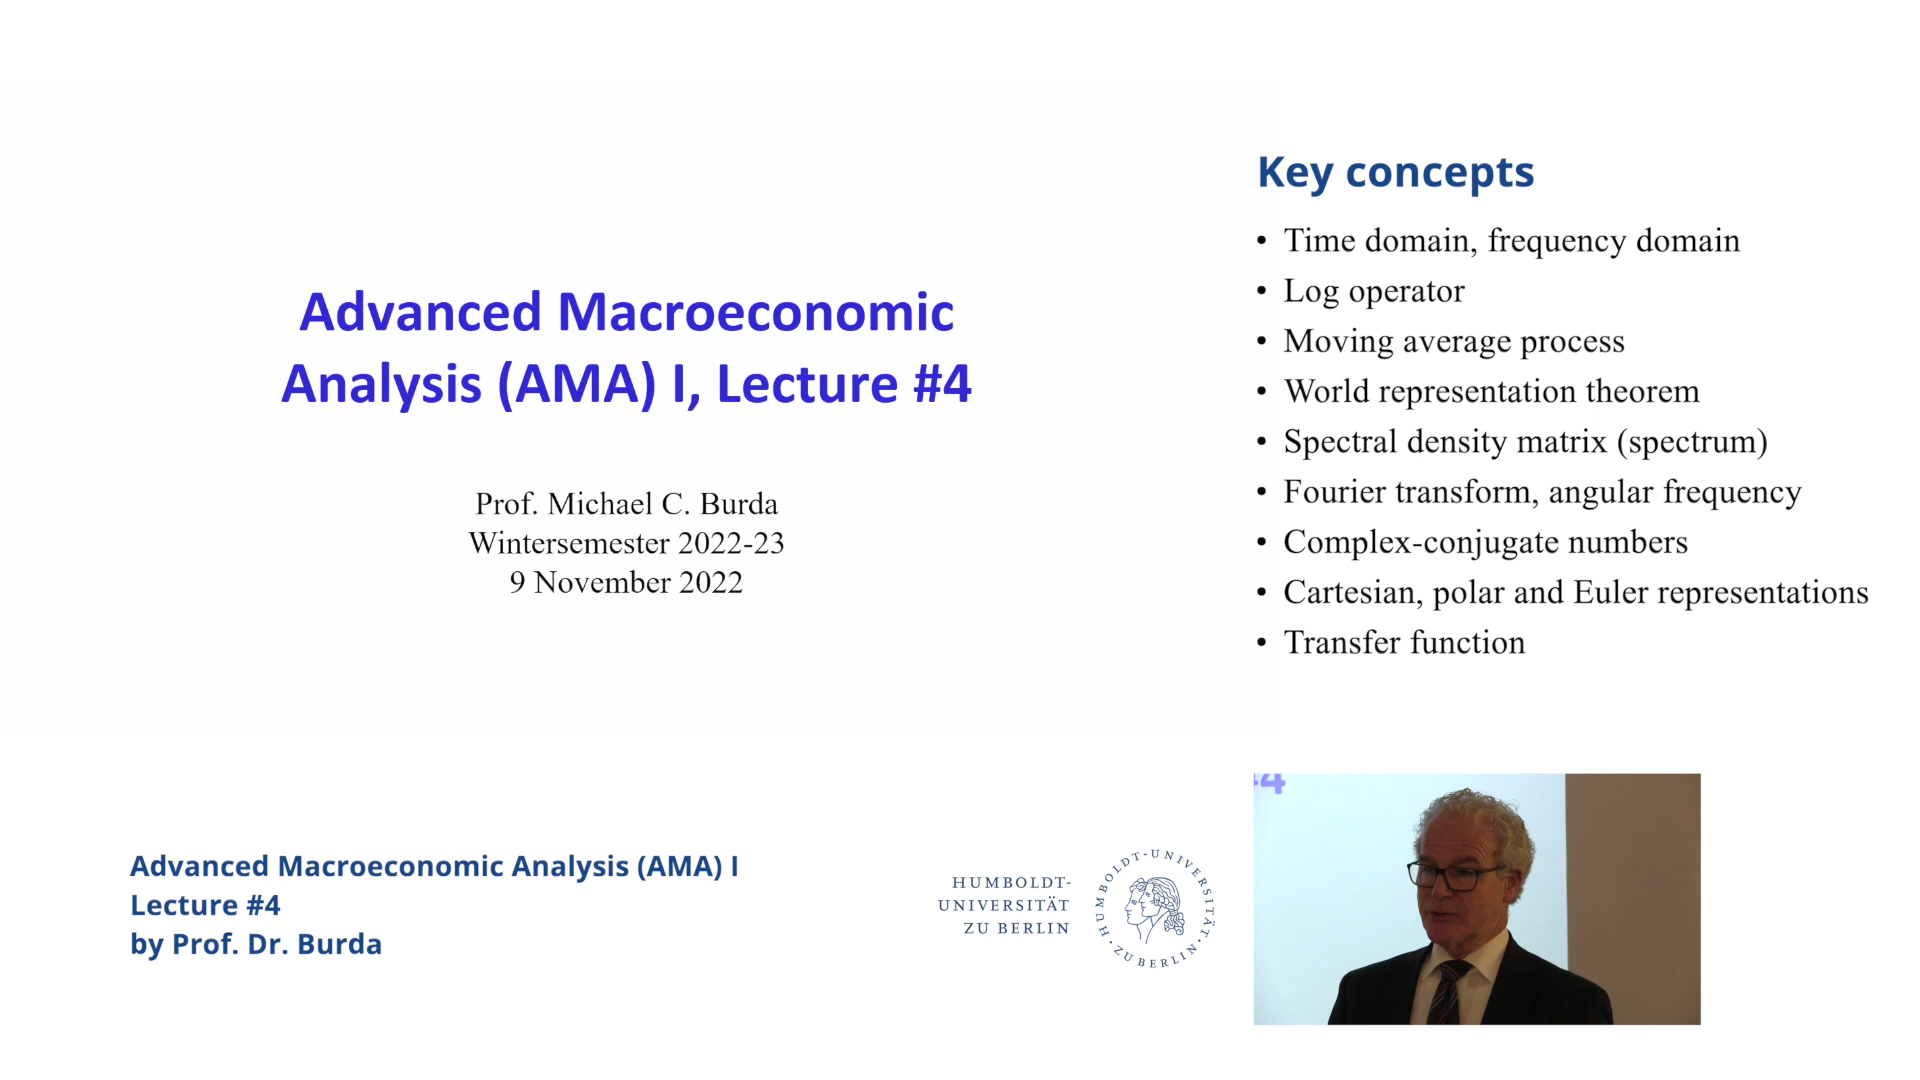 Advanced Macroeconomic
Analysis (AMA) I, Lecture #4
Prof. Michael C. Burda
Wintersemester 2022-23
9 November 2022
Key concepts
• Time domain, frequency domain
• Log operator
• Moving average process
• World representation theorem
• Spectral density matrix (spectrum)
• Fourier transform, angular frequency
• Complex-conjugate numbers
• Cartesian, polar and Euler representations
• Transfer function
Advanced Macroeconomic Analysis (AMA) I
Lecture #4
by Prof. Dr. Burda
HUMBOLDT-
UNIVERSITÄT
ZU BERLIN
HUMBOLDT-UNIVERSITÄT · ZU BERLIN ·
4